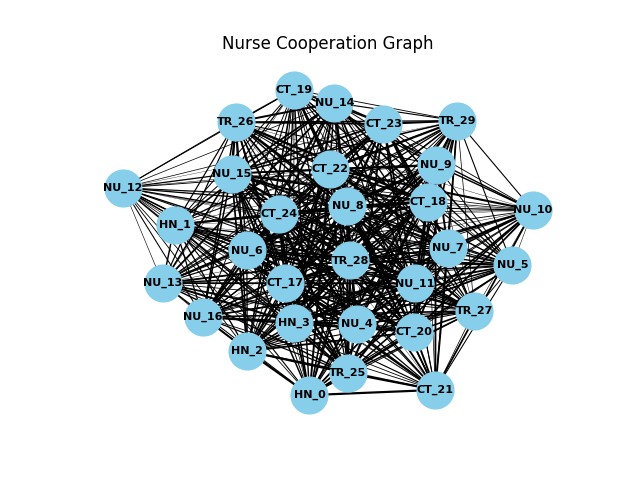 Nurse Cooperation Graph
CT_19
NU_14
TR_26
CT_23
TR_29
NU_9
CT_22
NU_15
NU_12
CT_18
NU_8
NU_10
CT_24
HN_1
NU_7
NU_6
TR_28
NU_5
NU_13
CT_17
NU_11
TR_27
NU_16
HN_3
NU_4
CT_20
HN_2
TR_25
CT_21
HN_0